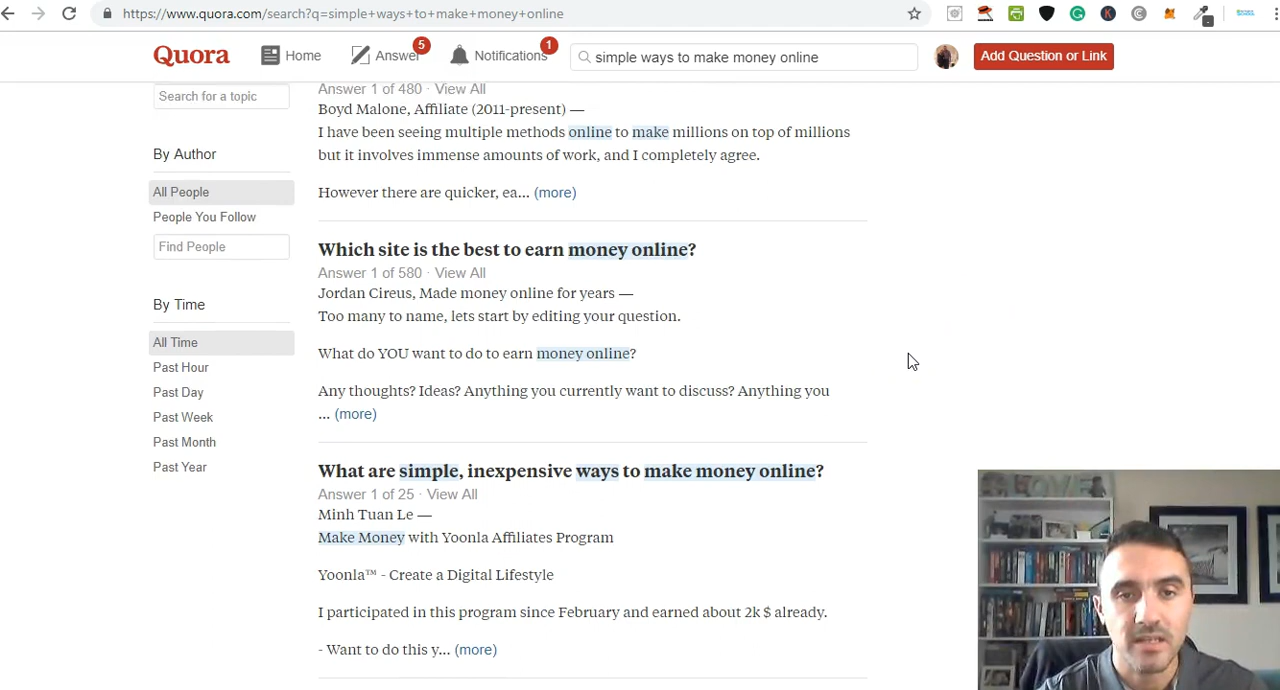 https://www.quora.com/search?q=simple+ways+to+make+money+online
Quora
Home
Answer
5
Notifications
1
simple ways to make money online
Add Question or Link
Search for a topic
By Author
All People
People You Follow
Find People
By Time
All Time
Past Hour
Past Day
Past Week
Past Month
Past Year
Answer 1 of 480 · View All
Boyd Malone, Affiliate (2011-present) —
I have been seeing multiple methods online to make millions on top of millions
but it involves immense amounts of work, and I completely agree.
However there are quicker, ea... (more)
Which site is the best to earn money online?
Answer 1 of 580 · View All
Jordan Cireus, Made money online for years —
Too many to name, lets start by editing your question.
What do YOU want to do to earn money online?
Any thoughts? Ideas? Anything you currently want to discuss? Anything you
... (more)
What are simple, inexpensive ways to make money online?
Answer 1 of 25 · View All
Minh Tuan Le —
Make Money with Yoonla Affiliates Program
Yoonla™ - Create a Digital Lifestyle
I participated in this program since February and earned about 2k $ already.
- Want to do this y... (more)